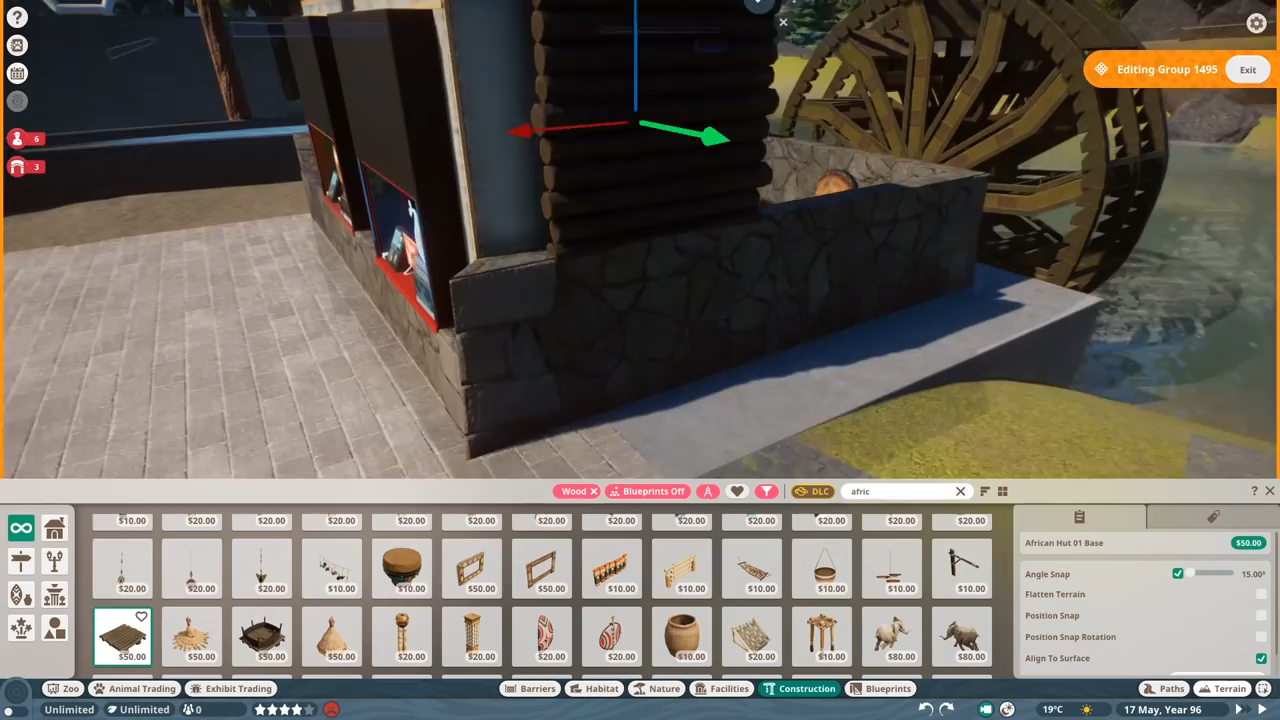 ?
Editing Group 1495 Exit
6
3
Wood × Blueprints Off DLC afric ? ×
$10.00 $20.00 $20.00 $20.00 $20.00 $20.00 $20.00 $20.00 $20.00 $20.00 $20.00 $20.00 $20.00
$20.00 $20.00 $20.00 $10.00 $10.00 $20.00 $20.00 $10.00 $10.00 $10.00 $10.00 $10.00 $10.00
$50.00 $50.00 $50.00 $50.00 $20.00 $20.00 $20.00 $20.00 $10.00 $20.00 $10.00 $80.00 $80.00
African Hut 01 Base $50.00
Angle Snap 15.00°
Flatten Terrain
Position Snap
Position Snap Rotation
Align To Surface
Zoo Animal Trading Exhibit Trading Barriers Habitat Nature Facilities Construction Blueprints Paths Terrain
Unlimited Unlimited 0 19°C 17 May, Year 96